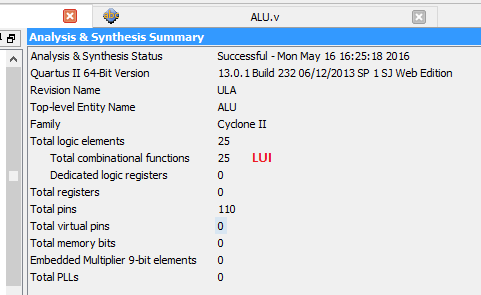 ALU.v
Analysis & Synthesis Summary
Analysis & Synthesis Status Successful - Mon May 16 16:25:18 2016
Quartus II 64-Bit Version 13.0.1 Build 232 06/12/2013 SP 1 SJ Web Edition
Revision Name ULA
Top-level Entity Name ALU
Family Cyclone II
Total logic elements 25
Total combinational functions 25 LUI
Dedicated logic registers 0
Total registers 0
Total pins 110
Total virtual pins 0
Total memory bits 0
Embedded Multiplier 9-bit elements 0
Total PLLs 0